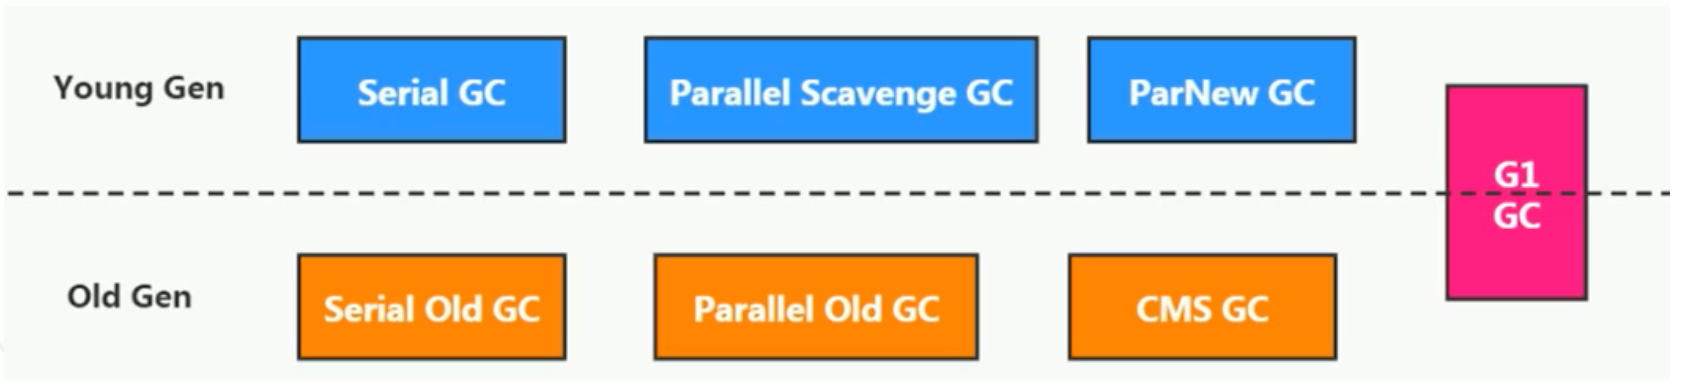 Young Gen
Serial GC
Parallel Scavenge GC
ParNew GC
G1
GC
Old Gen
Serial Old GC
Parallel Old GC
CMS GC